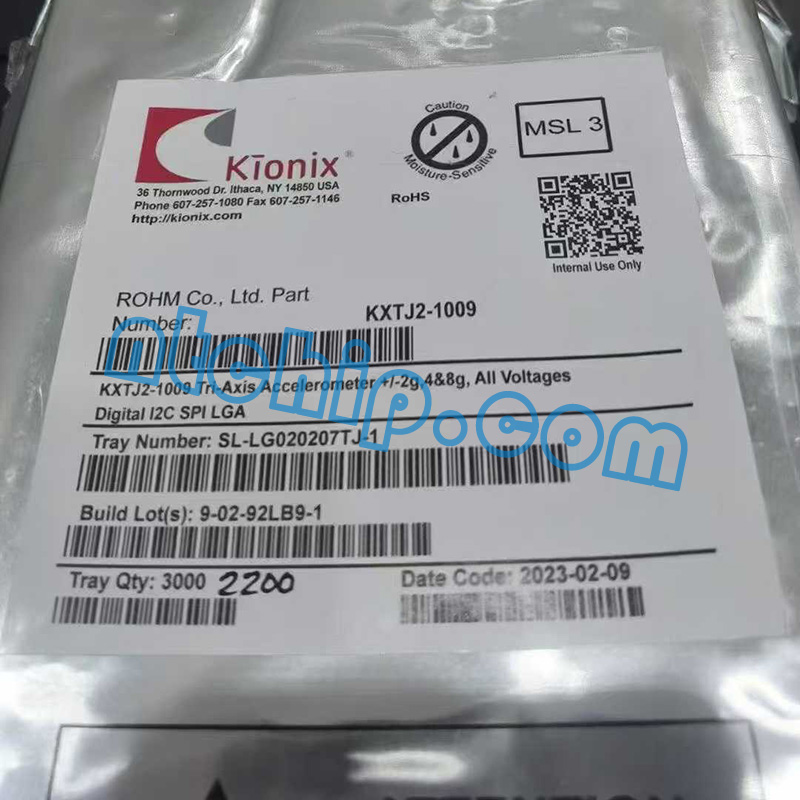 Kionix®
36 Thornwood Dr. Ithaca, NY 14850 USA
Phone 607-257-1080 Fax 607-257-1146
http://kionix.com
Caution
Moisture-Sensitive
RoHS
MSL 3
Internal Use Only
ROHM Co., Ltd. Part
Number:
KXTJ2-1009
KXTJ2-1009 Tri-Axis Accelerometer +/-2g,4&8g, All Voltages
Digital I2C SPI LGA
Tray Number: SL-LG020207TJ-1
Build Lot(s): 9-02-92LB9-1
Tray Qty: 3000 2200
Date Code: 2023-02-09
ntchip.com
ATTENTION